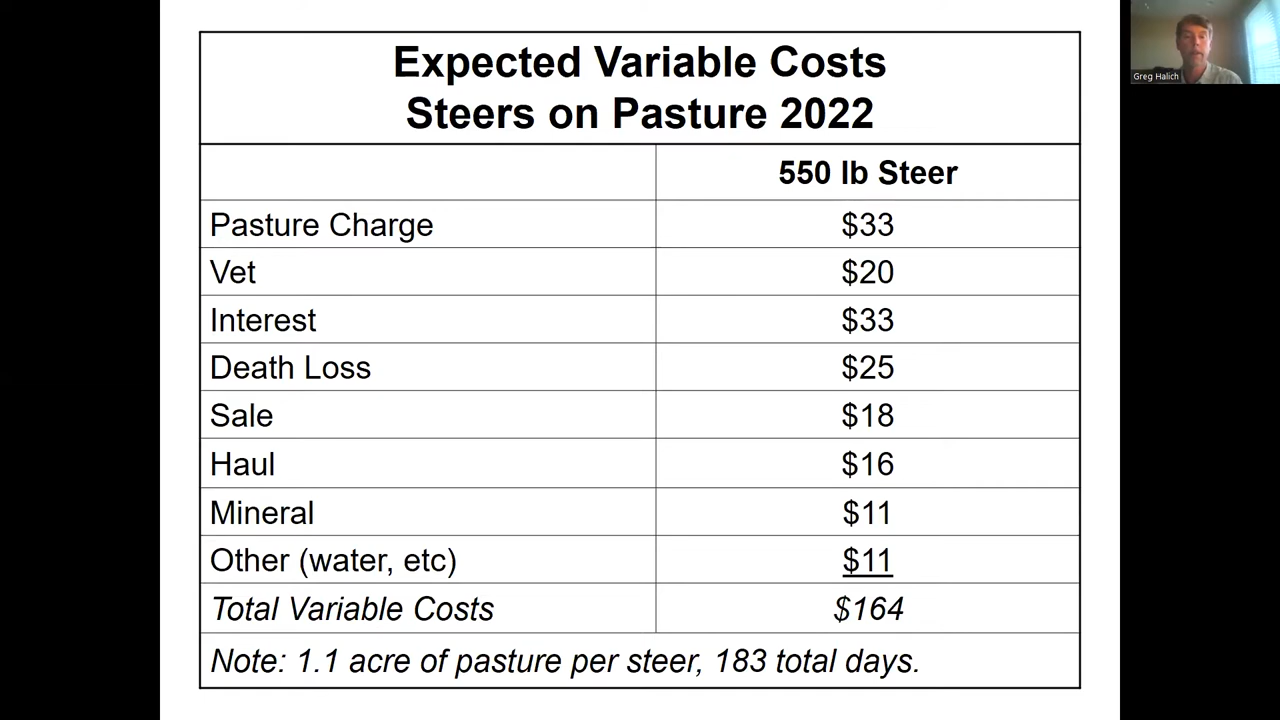 Expected Variable Costs
Steers on Pasture 2022
550 lb Steer
Pasture Charge $33
Vet $20
Interest $33
Death Loss $25
Sale $18
Haul $16
Mineral $11
Other (water, etc) $11
Total Variable Costs $164
Note: 1.1 acre of pasture per steer, 183 total days.
Greg Halich